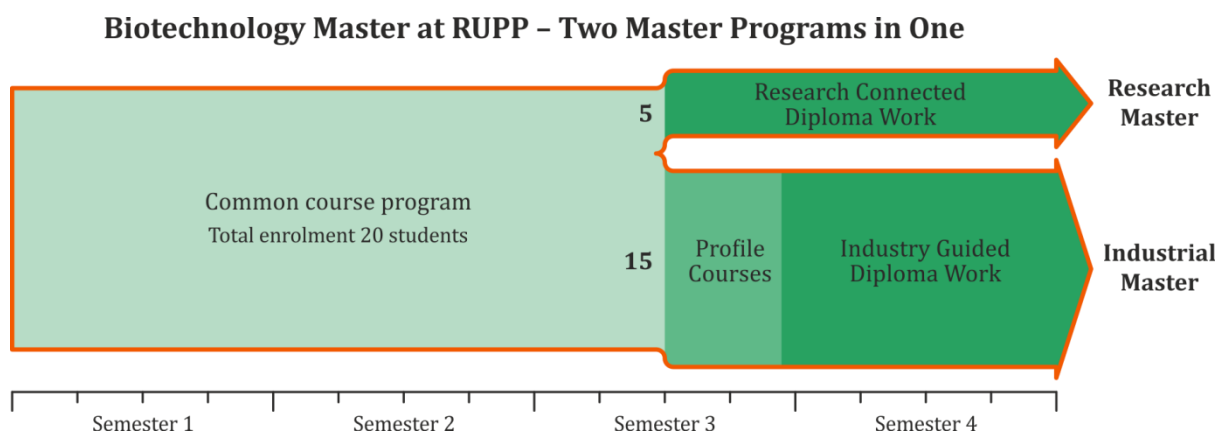 Biotechnology Master at RUPP – Two Master Programs in One
5
Research Connected
Diploma Work
Research
Master
Common course program
Total enrolment 20 students
15
Profile
Courses
Industry Guided
Diploma Work
Industrial
Master
Semester 1
Semester 2
Semester 3
Semester 4